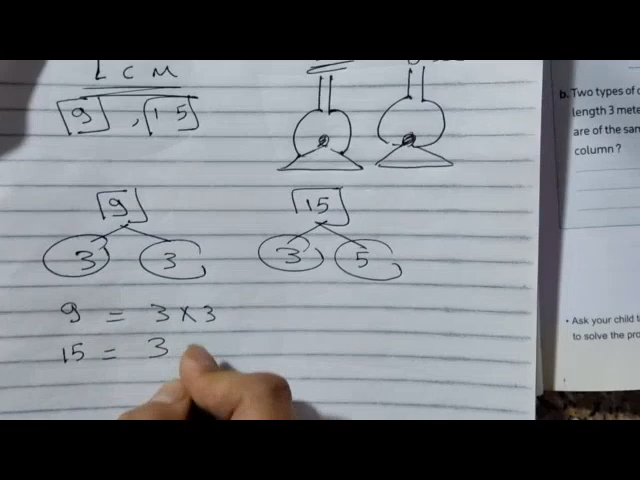 LCM
9, 15
9 15
3 3 3 5
9 = 3 × 3
15 = 3
b. Two types of
length 3 mete
are of the sam
column?
• Ask your child t
to solve the pro